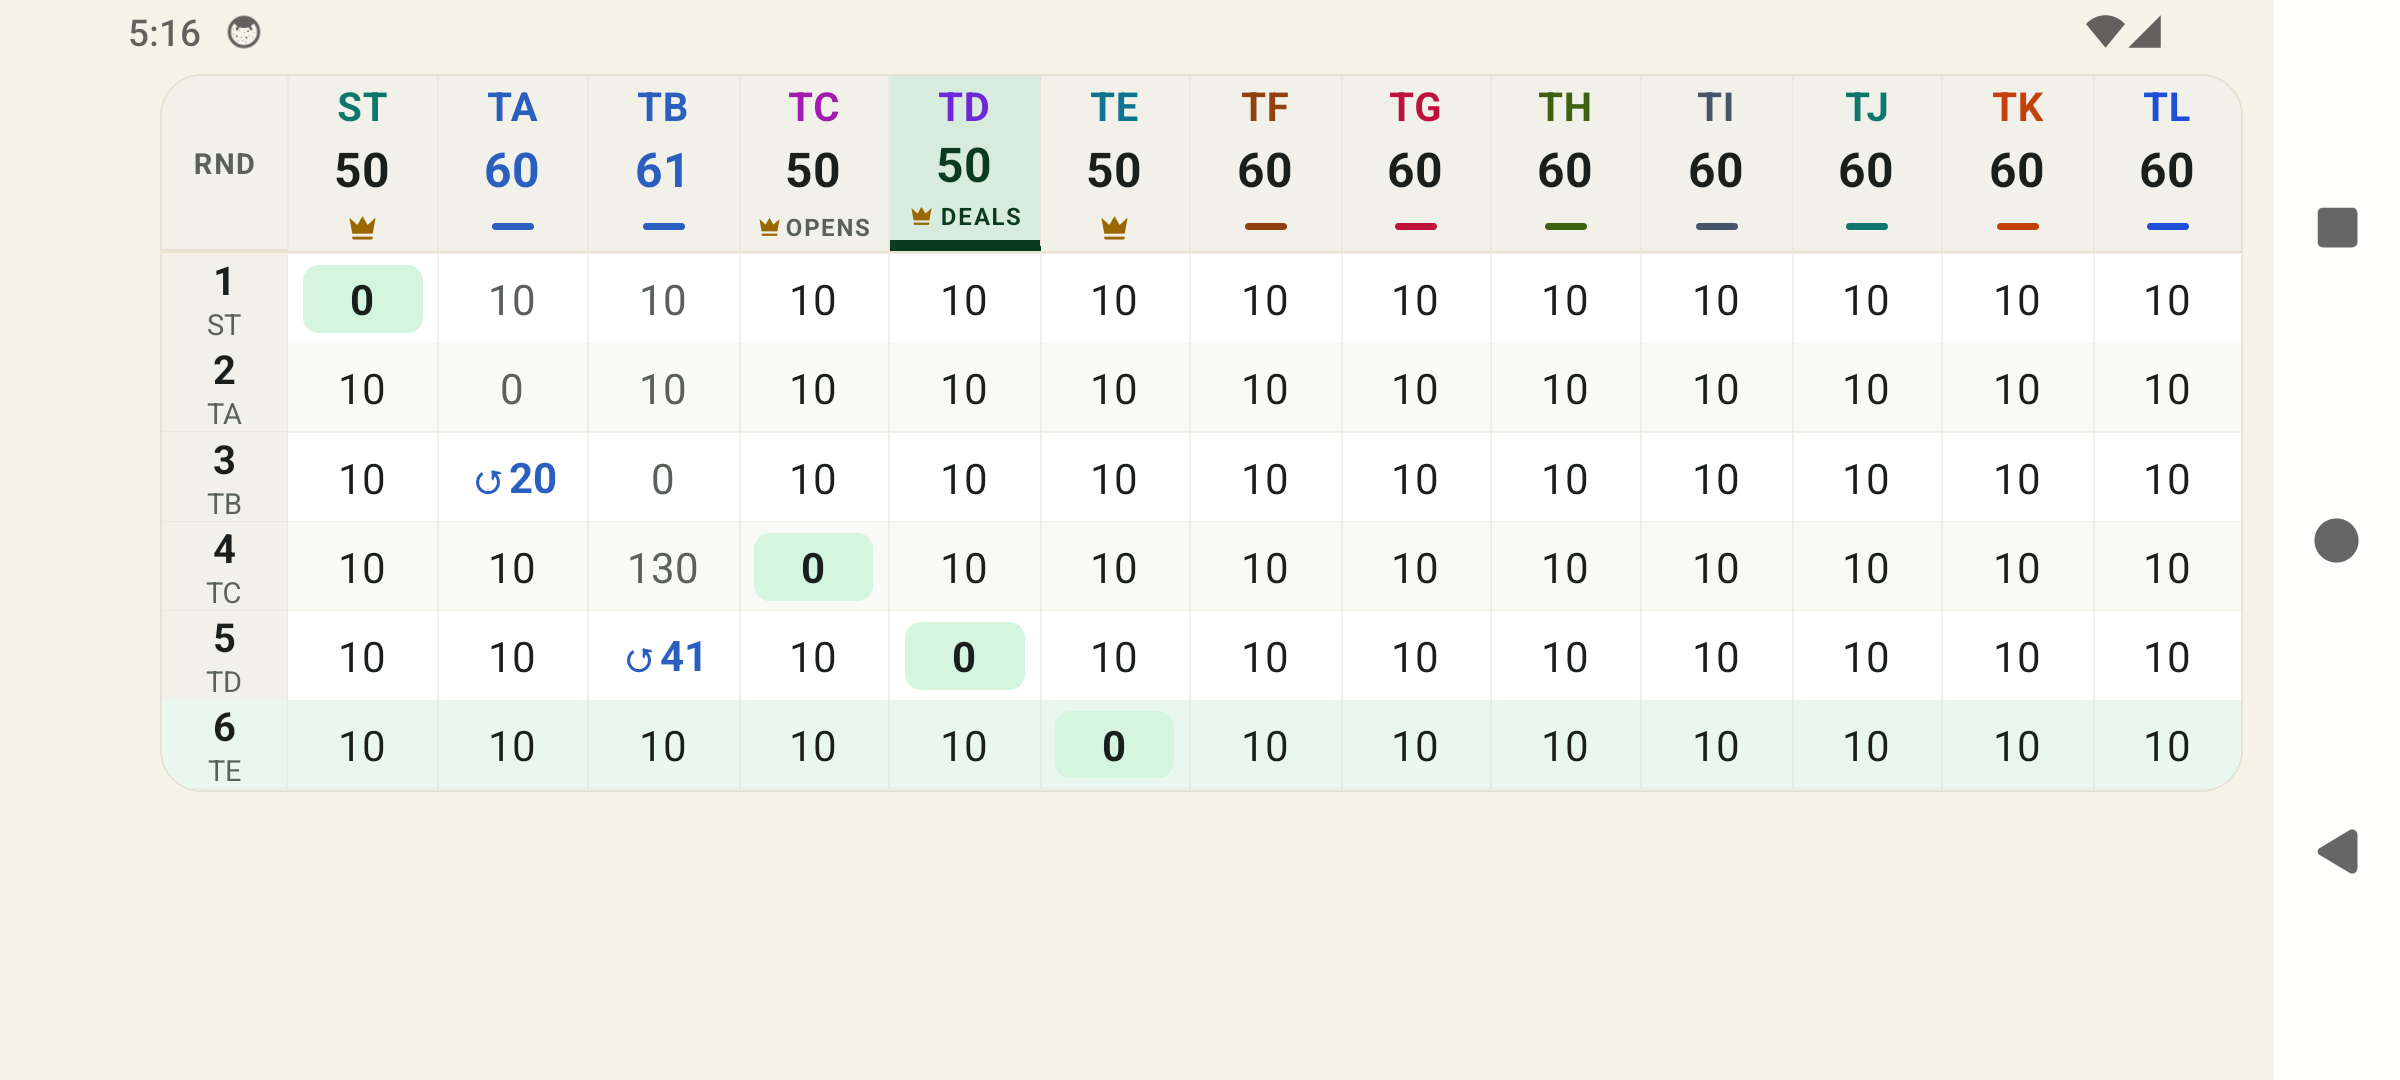 5:16
RND ST TA TB TC TD TE TF TG TH TI TJ TK TL
50 60 61 50 50 50 60 60 60 60 60 60 60
OPENS DEALS
1 ST 0 10 10 10 10 10 10 10 10 10 10 10 10
2 TA 10 0 10 10 10 10 10 10 10 10 10 10 10
3 TB 10 ↺20 0 10 10 10 10 10 10 10 10 10 10
4 TC 10 10 130 0 10 10 10 10 10 10 10 10 10
5 TD 10 10 ↺41 10 0 10 10 10 10 10 10 10 10
6 TE 10 10 10 10 10 0 10 10 10 10 10 10 10